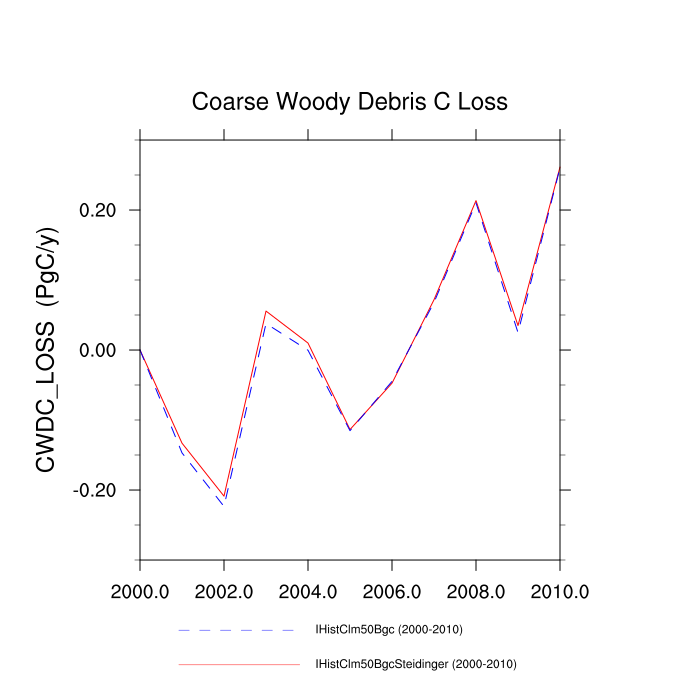 Coarse Woody Debris C Loss
CWDC_LOSS (PgC/y)
0.20
0.00
-0.20
2000.0 2002.0 2004.0 2006.0 2008.0 2010.0
IHistClm50Bgc (2000-2010)
IHistClm50BgcSteidinger (2000-2010)